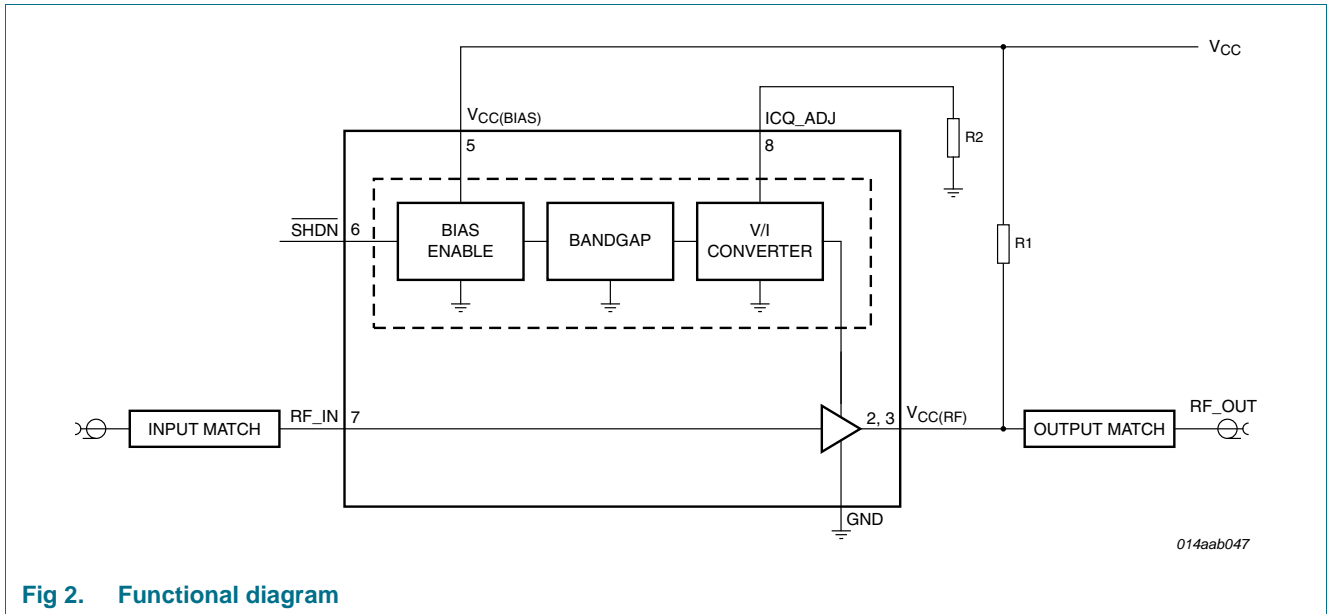 VCC
VCC(BIAS)
ICQ_ADJ
5
8
R2
SHDN
6
BIAS
ENABLE
BANDGAP
V/I
CONVERTER
R1
INPUT MATCH
RF_IN
7
2, 3
VCC(RF)
OUTPUT MATCH
RF_OUT
GND
014aab047
Fig 2. Functional diagram